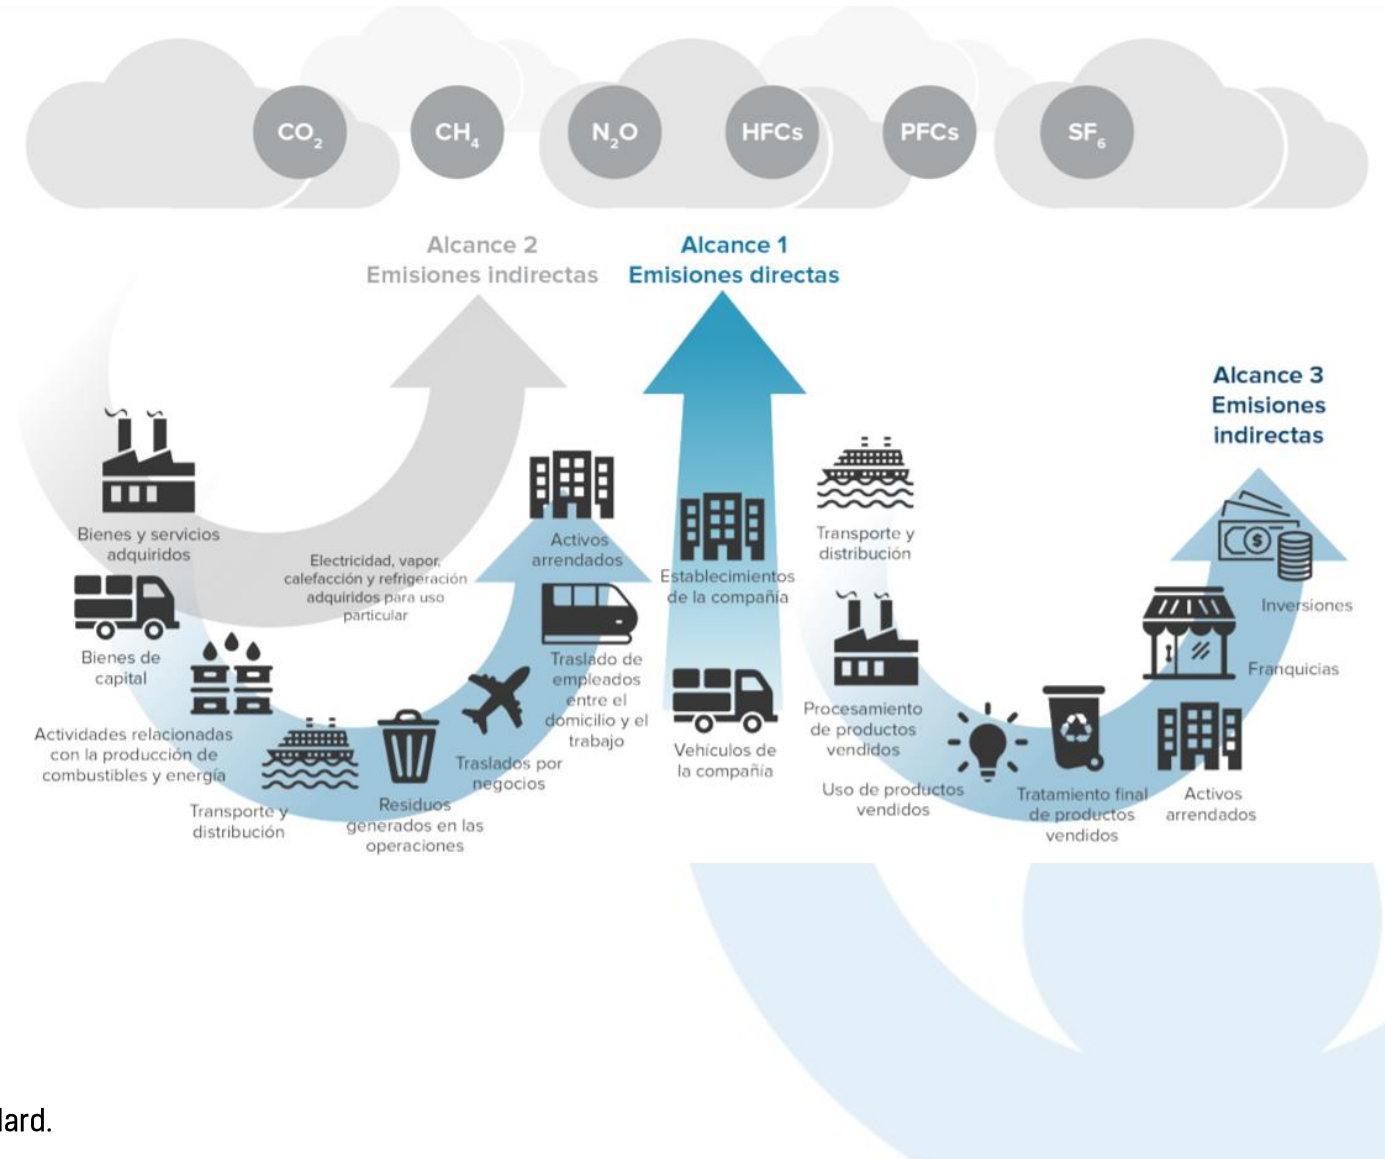 CO₂
CH₄
N₂O
HFCs
PFCs
SF₆
Alcance 2
Emisiones indirectas
Alcance 1
Emisiones directas
Alcance 3
Emisiones
indirectas
Bienes y servicios
adquiridos
Bienes de
capital
Actividades relacionadas
con la producción de
combustibles y energía
Electricidad, vapor,
calefacción y refrigeración
adquiridos para uso
particular
Transporte y
distribución
Residuos
generados en las
operaciones
Traslados por
negocios
Traslado de
empleados
entre el
domicilio y el
trabajo
Activos
arrendados
Establecimientos
de la compañía
Vehículos de
la compañía
Transporte y
distribución
Procesamiento
de productos
vendidos
Uso de productos
vendidos
Tratamiento final
de productos
vendidos
Activos
arrendados
Franquicias
Inversiones
$